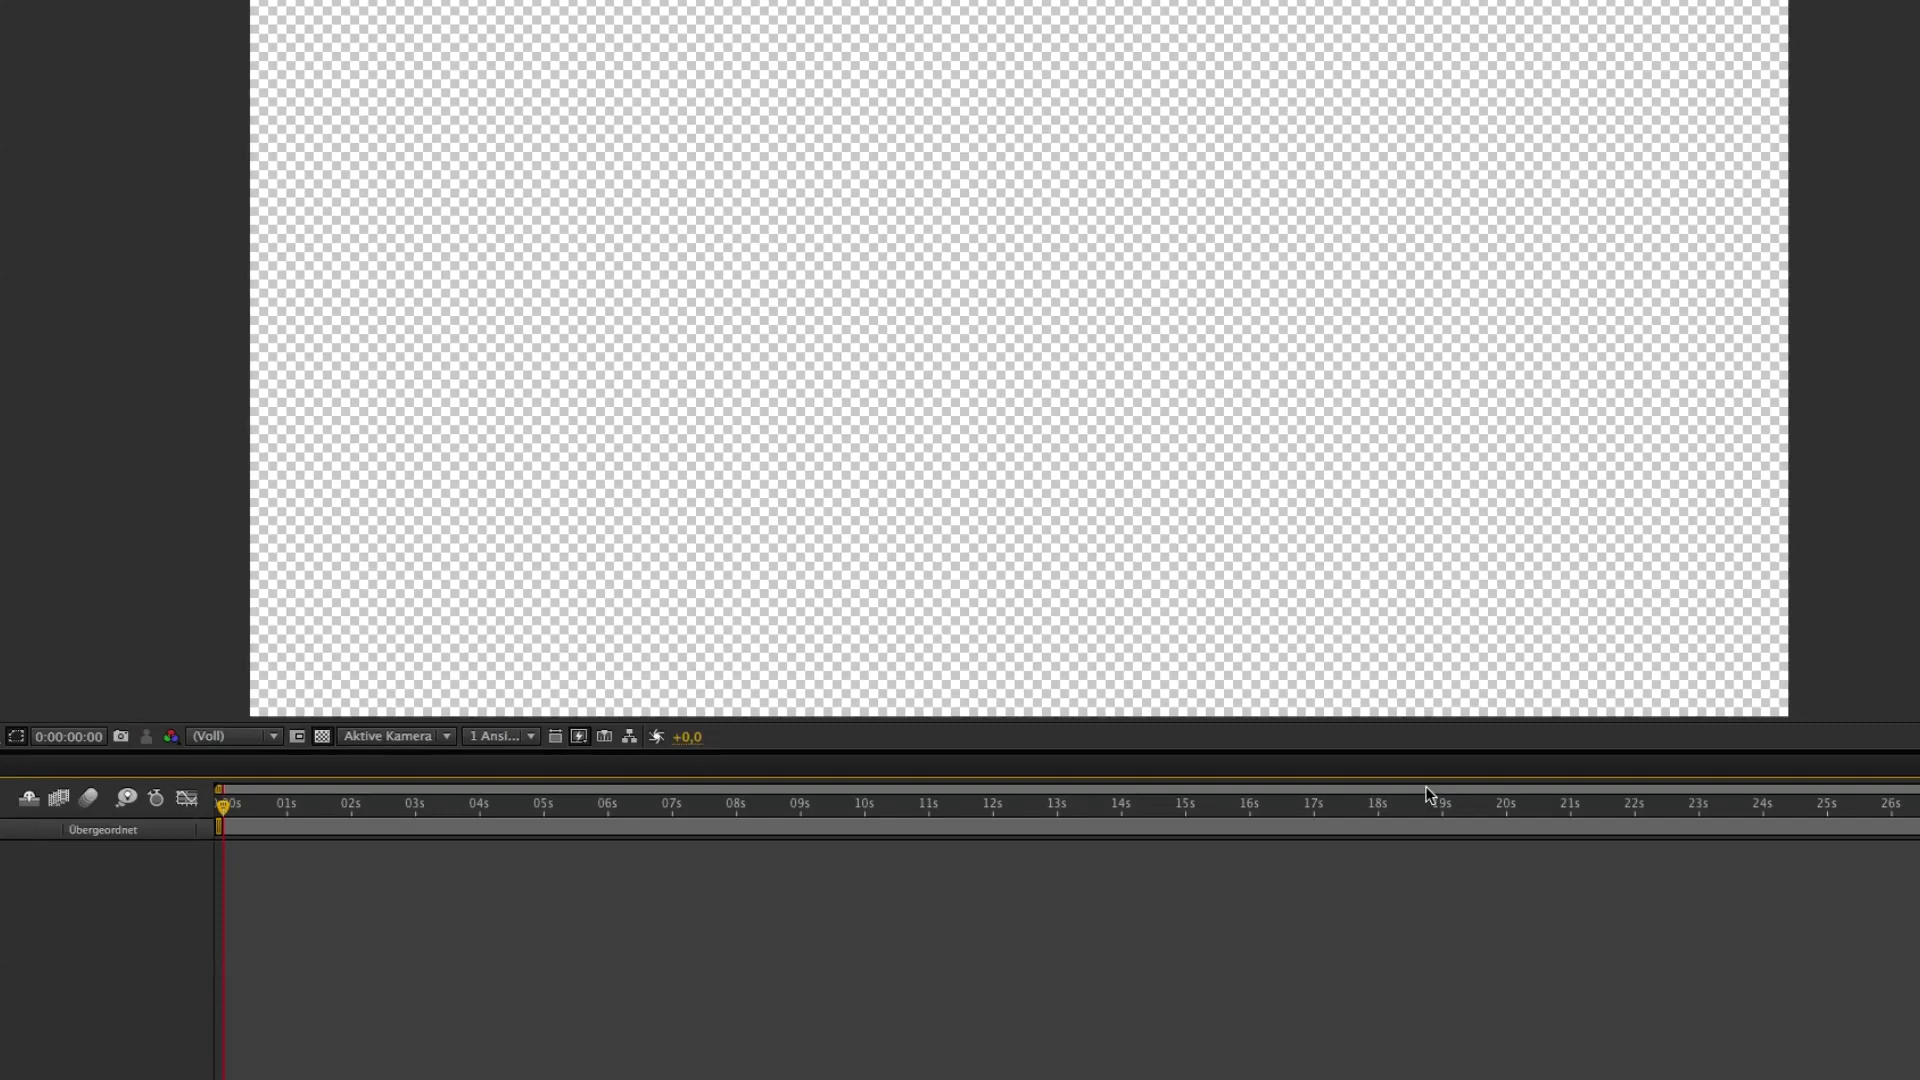 0:00:00:00 (Voll) Aktive Kamera 1 Ansi... +0,0
01s 02s 03s 04s 05s 06s 07s 08s 09s 10s 11s 12s 13s 14s 15s 16s 17s 18s 20s 21s 22s 23s 24s 25s 26s
Übergeordnet